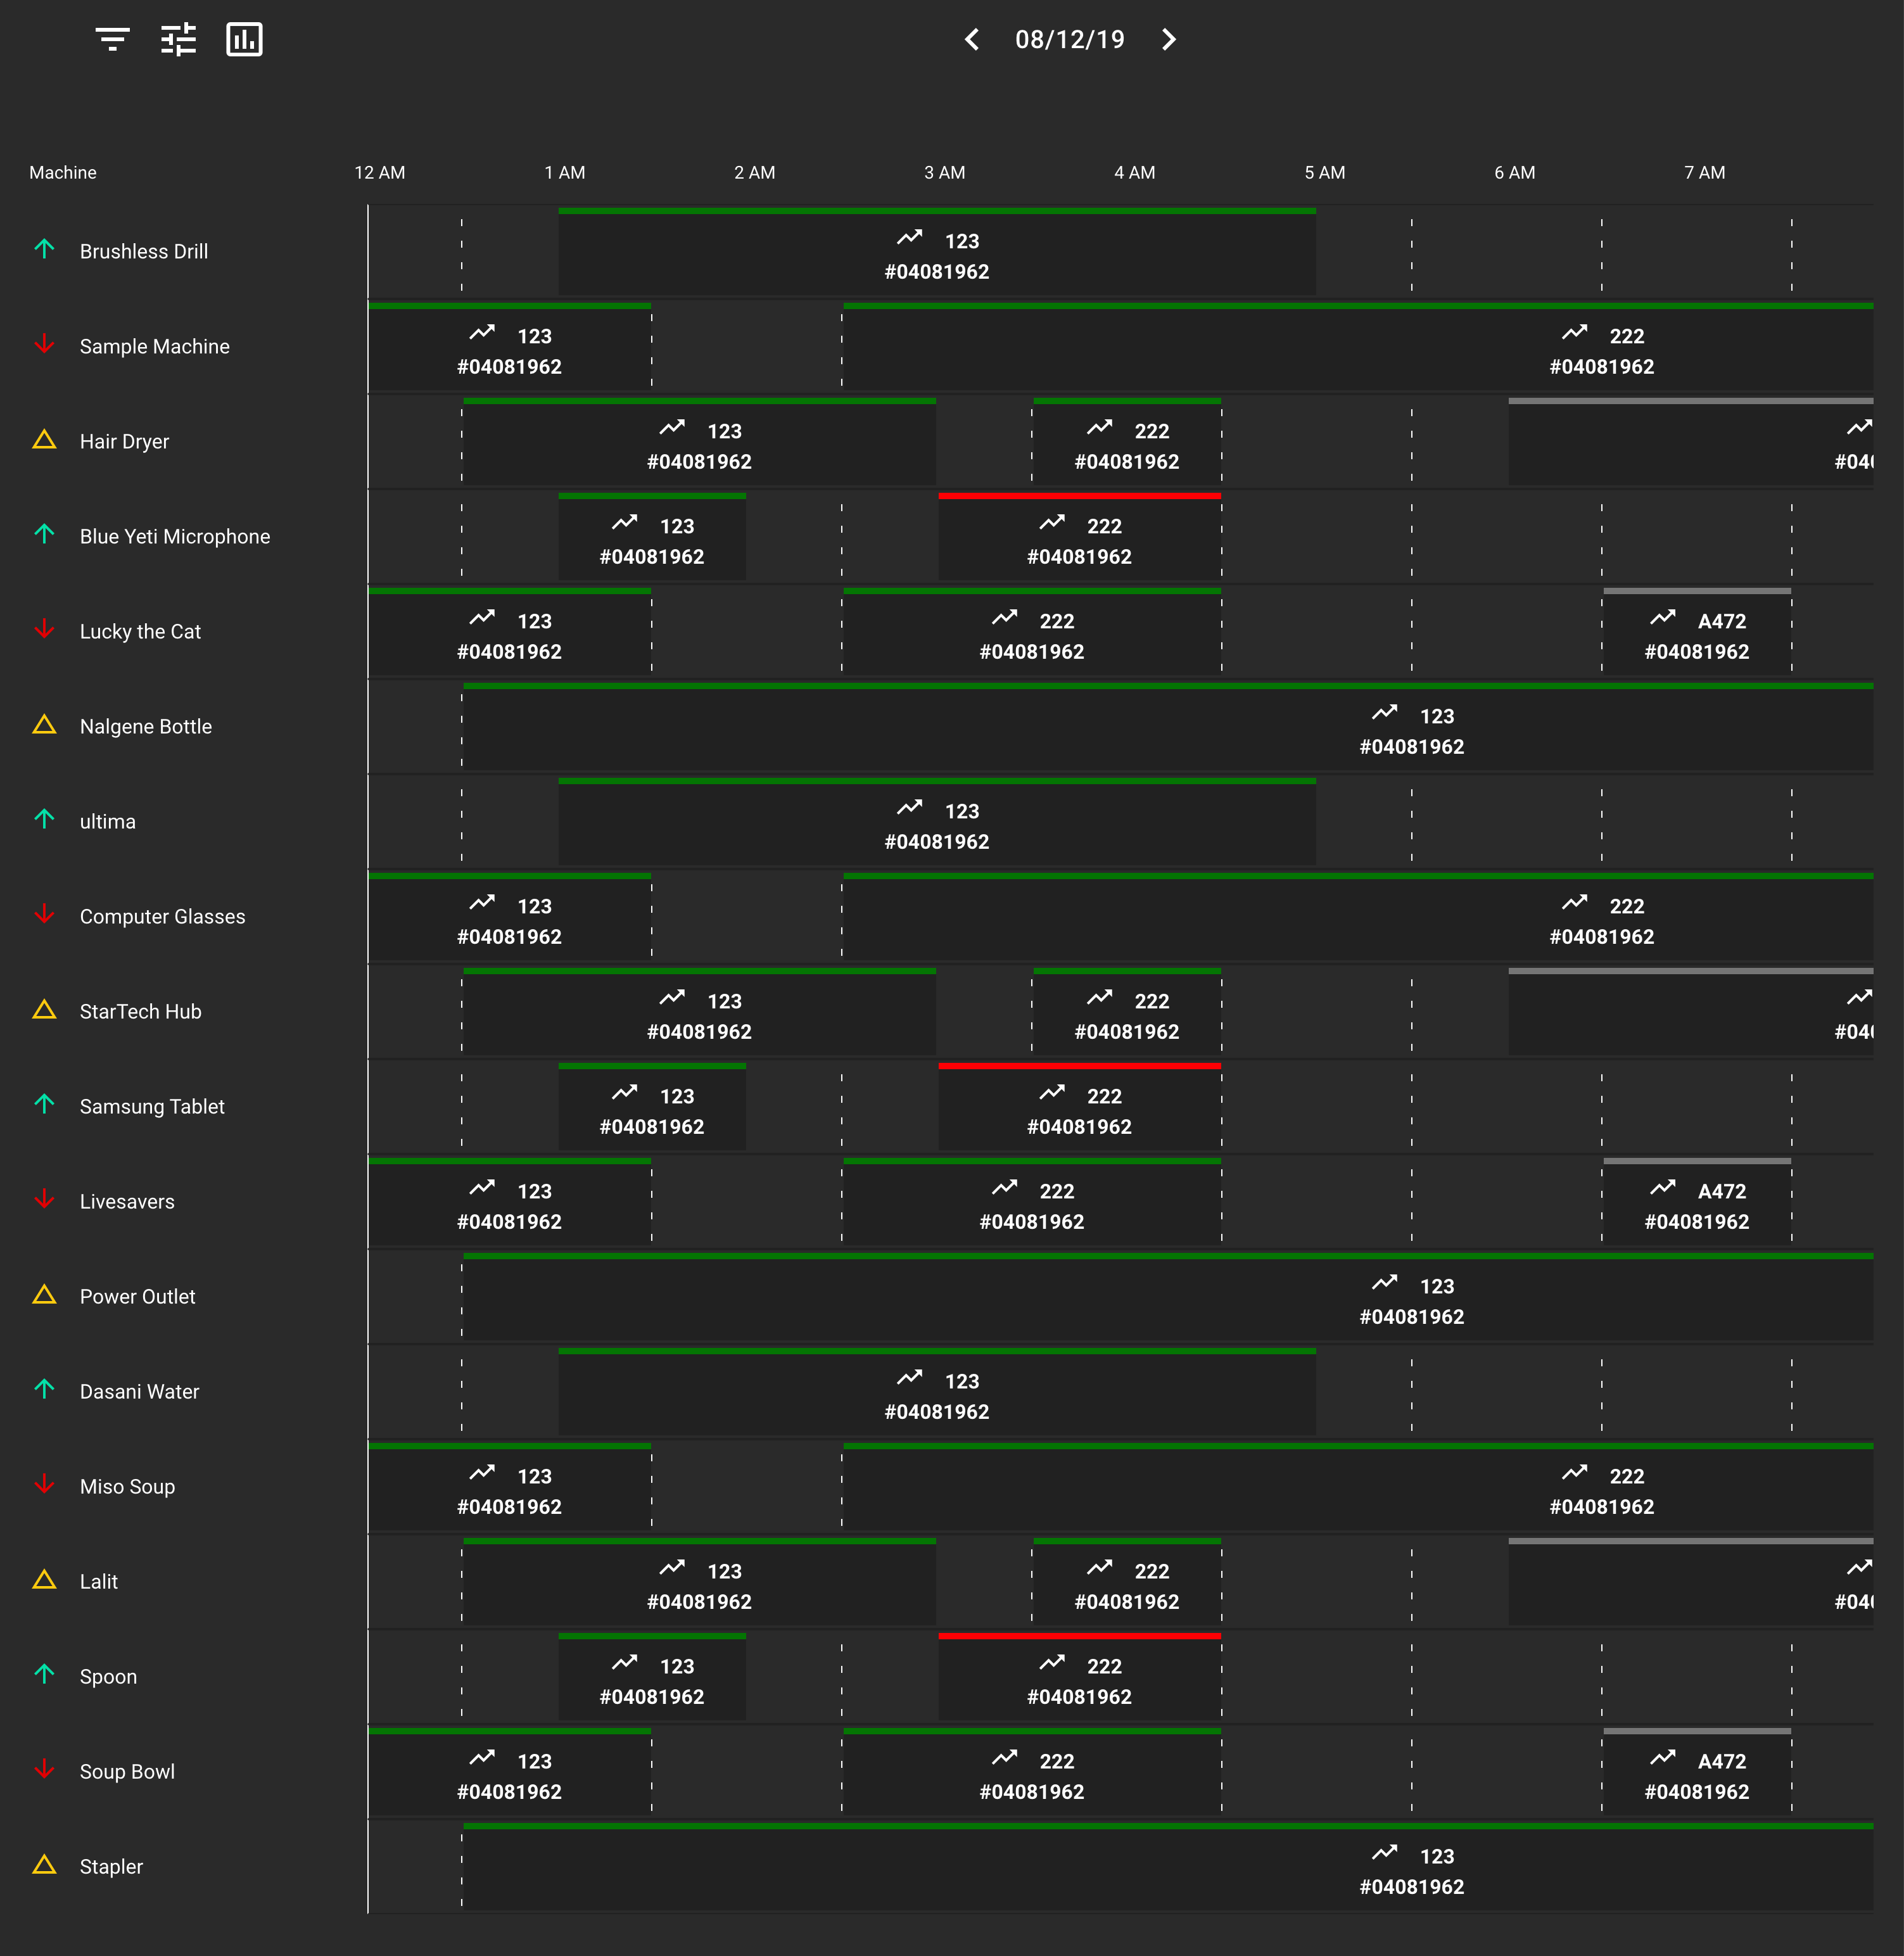 08/12/19
Machine 12 AM 1 AM 2 AM 3 AM 4 AM 5 AM 6 AM 7 AM
Brushless Drill
123
#04081962
Sample Machine
123 222
#04081962 #04081962
Hair Dryer
123 222
#04081962 #04081962 #040
Blue Yeti Microphone
123 222
#04081962 #04081962
Lucky the Cat
123 222 A472
#04081962 #04081962 #04081962
Nalgene Bottle
123
#04081962
ultima
123
#04081962
Computer Glasses
123 222
#04081962 #04081962
StarTech Hub
123 222
#04081962 #04081962 #040
Samsung Tablet
123 222
#04081962 #04081962
Livesavers
123 222 A472
#04081962 #04081962 #04081962
Power Outlet
123
#04081962
Dasani Water
123
#04081962
Miso Soup
123 222
#04081962 #04081962
Lalit
123 222
#04081962 #04081962 #040
Spoon
123 222
#04081962 #04081962
Soup Bowl
123 222 A472
#04081962 #04081962 #04081962
Stapler
123
#04081962